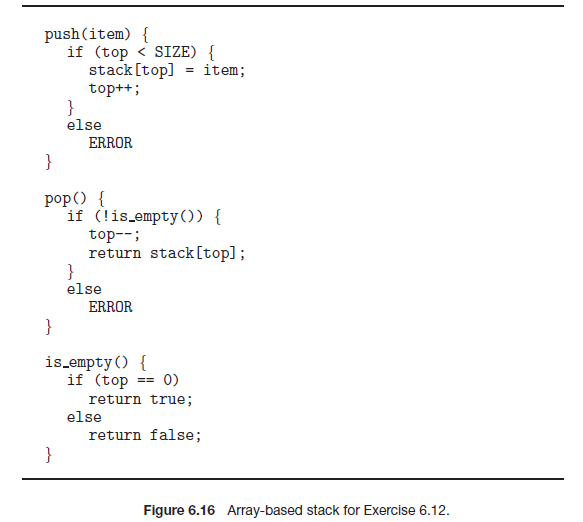 push(item) {
if (top < SIZE) {
stack[top] = item;
top++;
}
else
ERROR
}
pop() {
if (!is_empty()) {
top--;
return stack[top];
}
else
ERROR
}
is_empty() {
if (top == 0)
return true;
else
return false;
}
Figure 6.16 Array-based stack for Exercise 6.12.